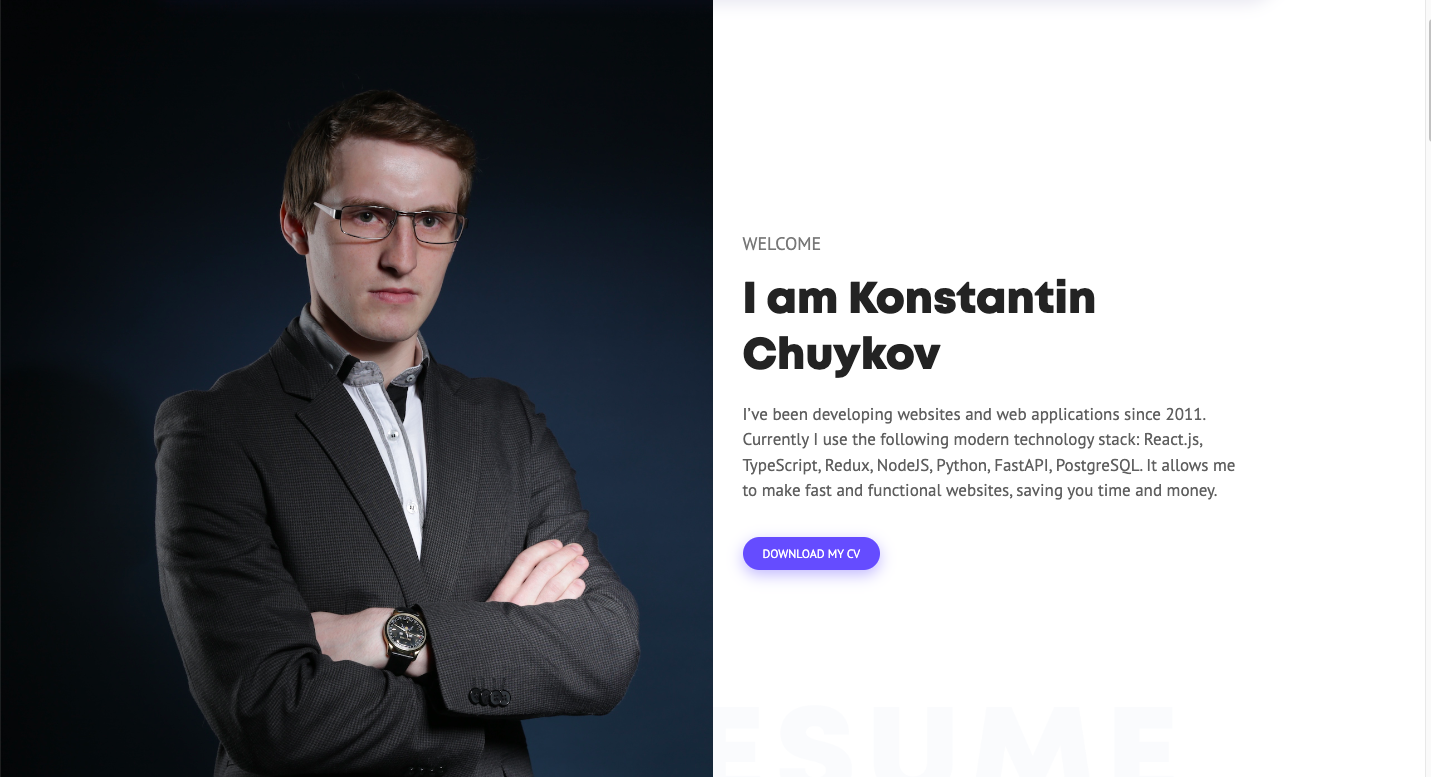 WELCOME
I am Konstantin
Chuykov
I’ve been developing websites and web applications since 2011.
Currently I use the following modern technology stack: React.js,
TypeScript, Redux, NodeJS, Python, FastAPI, PostgreSQL. It allows me
to make fast and functional websites, saving you time and money.
DOWNLOAD MY CV
ESUME